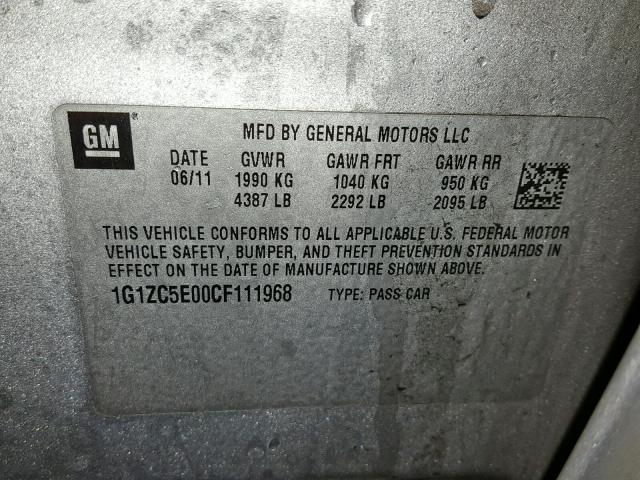 GM®
MFD BY GENERAL MOTORS LLC
DATE GVWR GAWR FRT GAWR RR
06/11 1990 KG 1040 KG 950 KG
4387 LB 2292 LB 2095 LB
THIS VEHICLE CONFORMS TO ALL APPLICABLE U.S. FEDERAL MOTOR
VEHICLE SAFETY, BUMPER, AND THEFT PREVENTION STANDARDS IN
EFFECT ON THE DATE OF MANUFACTURE SHOWN ABOVE.
1G1ZC5E00CF111968 TYPE: PASS CAR